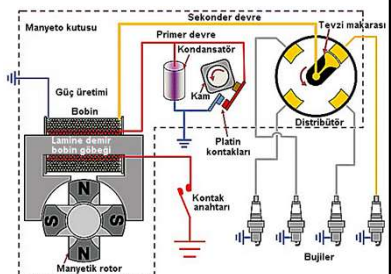 Manyeto kutusu
Sekonder devre
Tevzi makarası
Primer devre
Kondansatör
Güç üretimi
Kam
Bobin
Distribütör
Platin
kontakları
Lamine demir
bobin göbeği
N
S
S
N
Kontak
anahtarı
Bujiler
Manyetik rotor